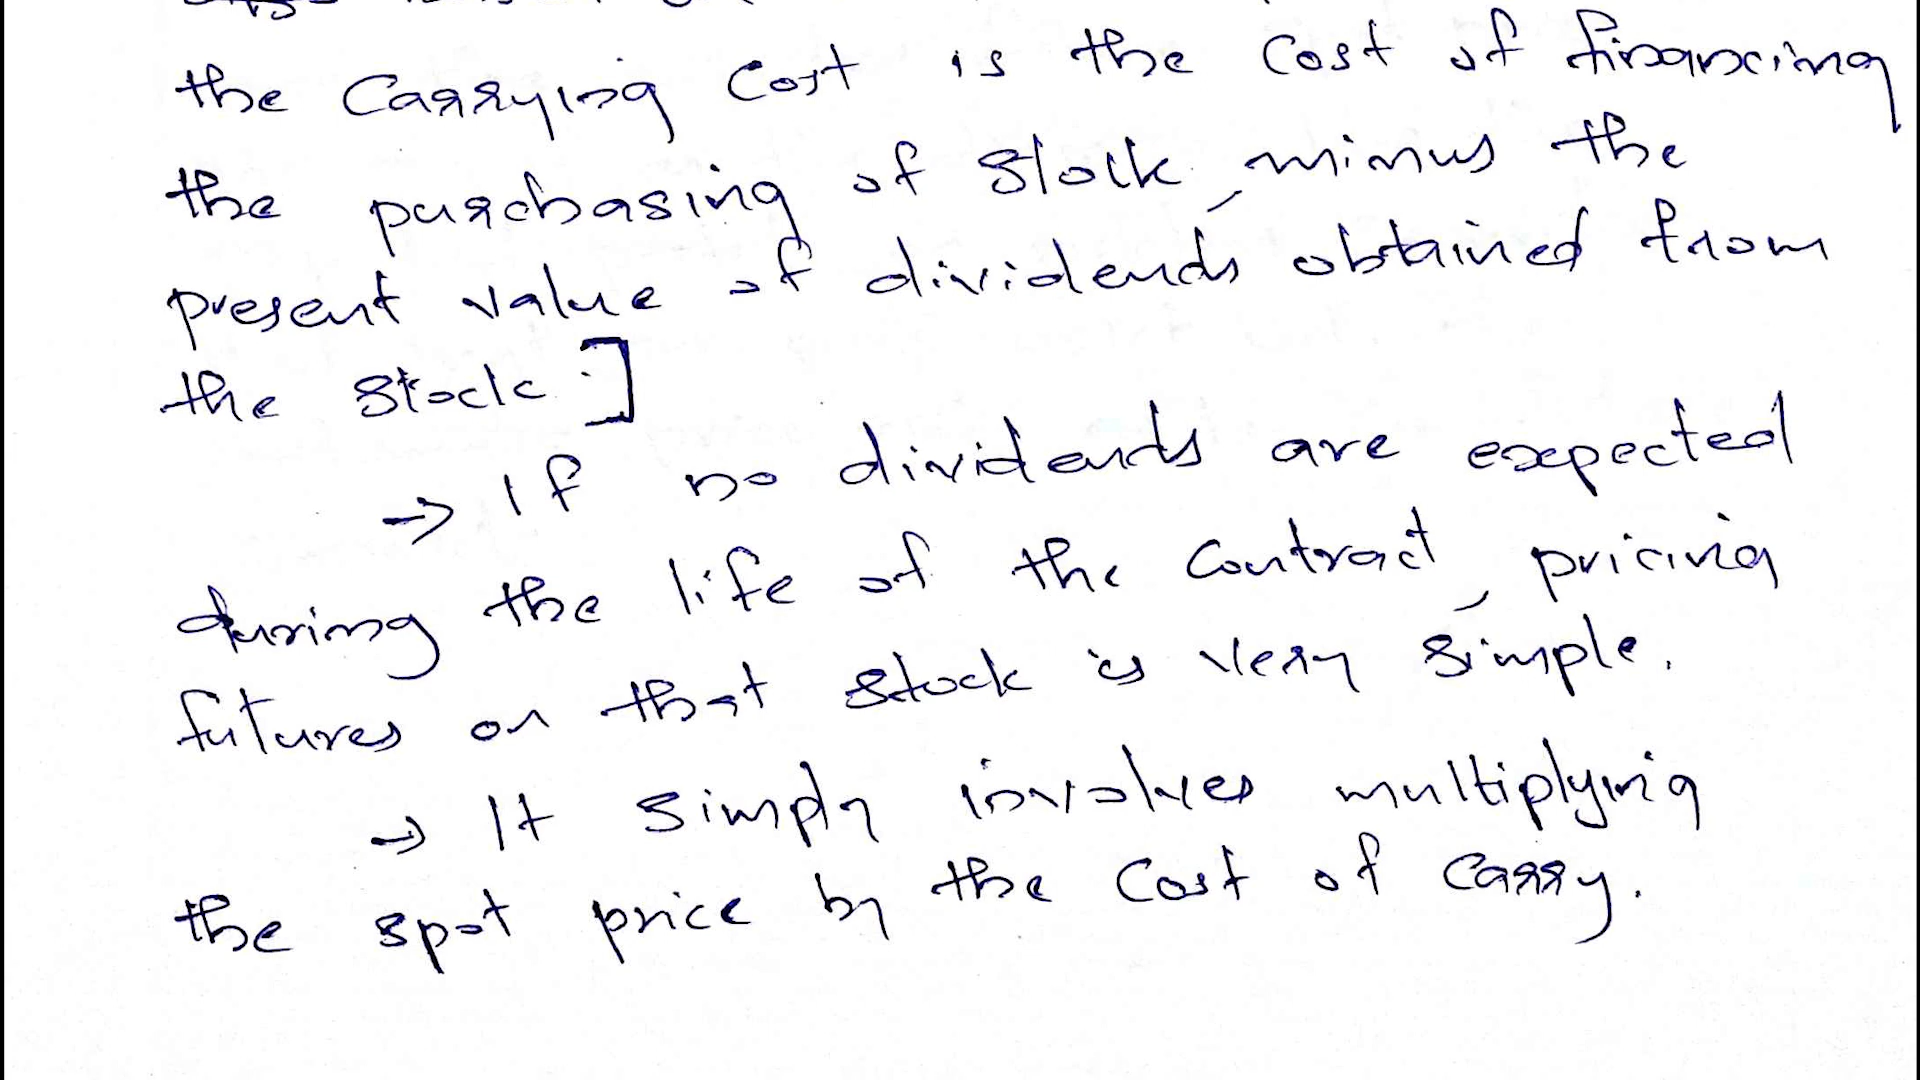 the Carrying Cost is the Cost of financing
the purchasing of Stock, minus the
present value of dividends obtained from
the Stock.]
→ If no dividends are expected
during the life of the Contract, pricing
futures on that Stock is very simple.
→ It simply involves multiplying
the spot price by the Cost of Carry.